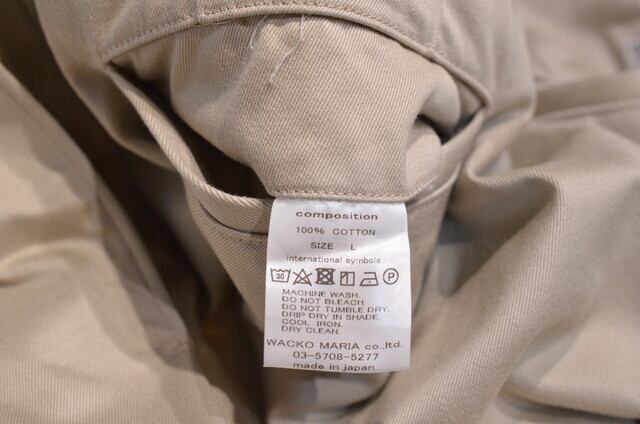 composition
100% COTTON
SIZE L
international symbols
30 P
MACHINE WASH.
DO NOT BLEACH.
DO NOT TUMBLE DRY.
DRIP DRY IN SHADE.
COOL IRON.
DRY CLEAN.
WACKO MARIA co.,ltd.
03-5708-5277
made in japan